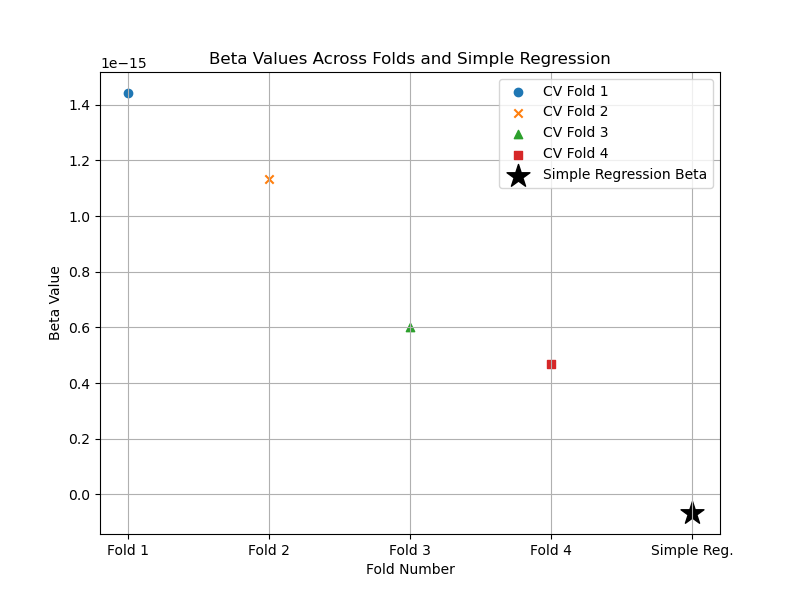 Beta Values Across Folds and Simple Regression
1e−15
1.4
1.2
1.0
0.8
0.6
0.4
0.2
0.0
Beta Value
CV Fold 1
CV Fold 2
CV Fold 3
CV Fold 4
Simple Regression Beta
Fold 1 Fold 2 Fold 3 Fold 4 Simple Reg.
Fold Number